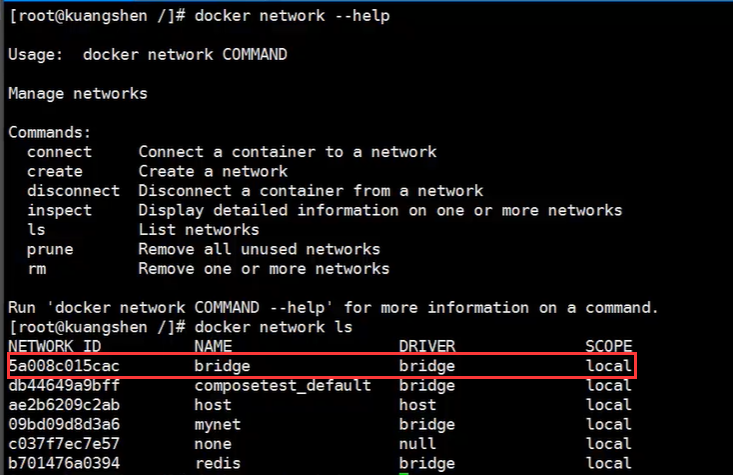 [root@kuangshen /]# docker network --help
Usage:  docker network COMMAND
Manage networks
Commands:
  connect     Connect a container to a network
  create      Create a network
  disconnect  Disconnect a container from a network
  inspect     Display detailed information on one or more networks
  ls          List networks
  prune       Remove all unused networks
  rm          Remove one or more networks
Run 'docker network COMMAND --help' for more information on a command.
[root@kuangshen /]# docker network ls
NETWORK ID          NAME                  DRIVER              SCOPE
5a008c015cac        bridge                bridge              local
db44649a9bff        composetest_default   bridge              local
ae2b6209c2ab        host                  host                local
09bd09d8d3a6        mynet                 bridge              local
c037f7ec7e57        none                  null                local
b701476a0394        redis                 bridge              local